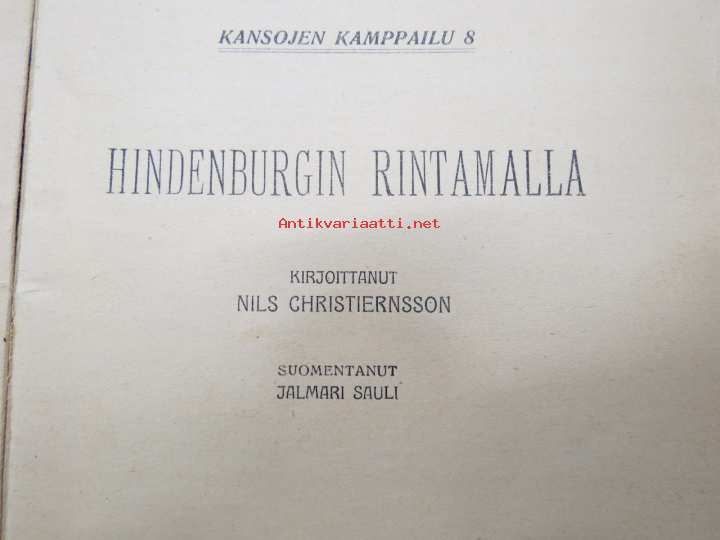 KANSOJEN KAMPPAILU 8
HINDENBURGIN RINTAMALLA
Antikvariaatti.net
KIRJOITTANUT
NILS CHRISTIERNSSON
SUOMENTANUT
JALMARI SAULI